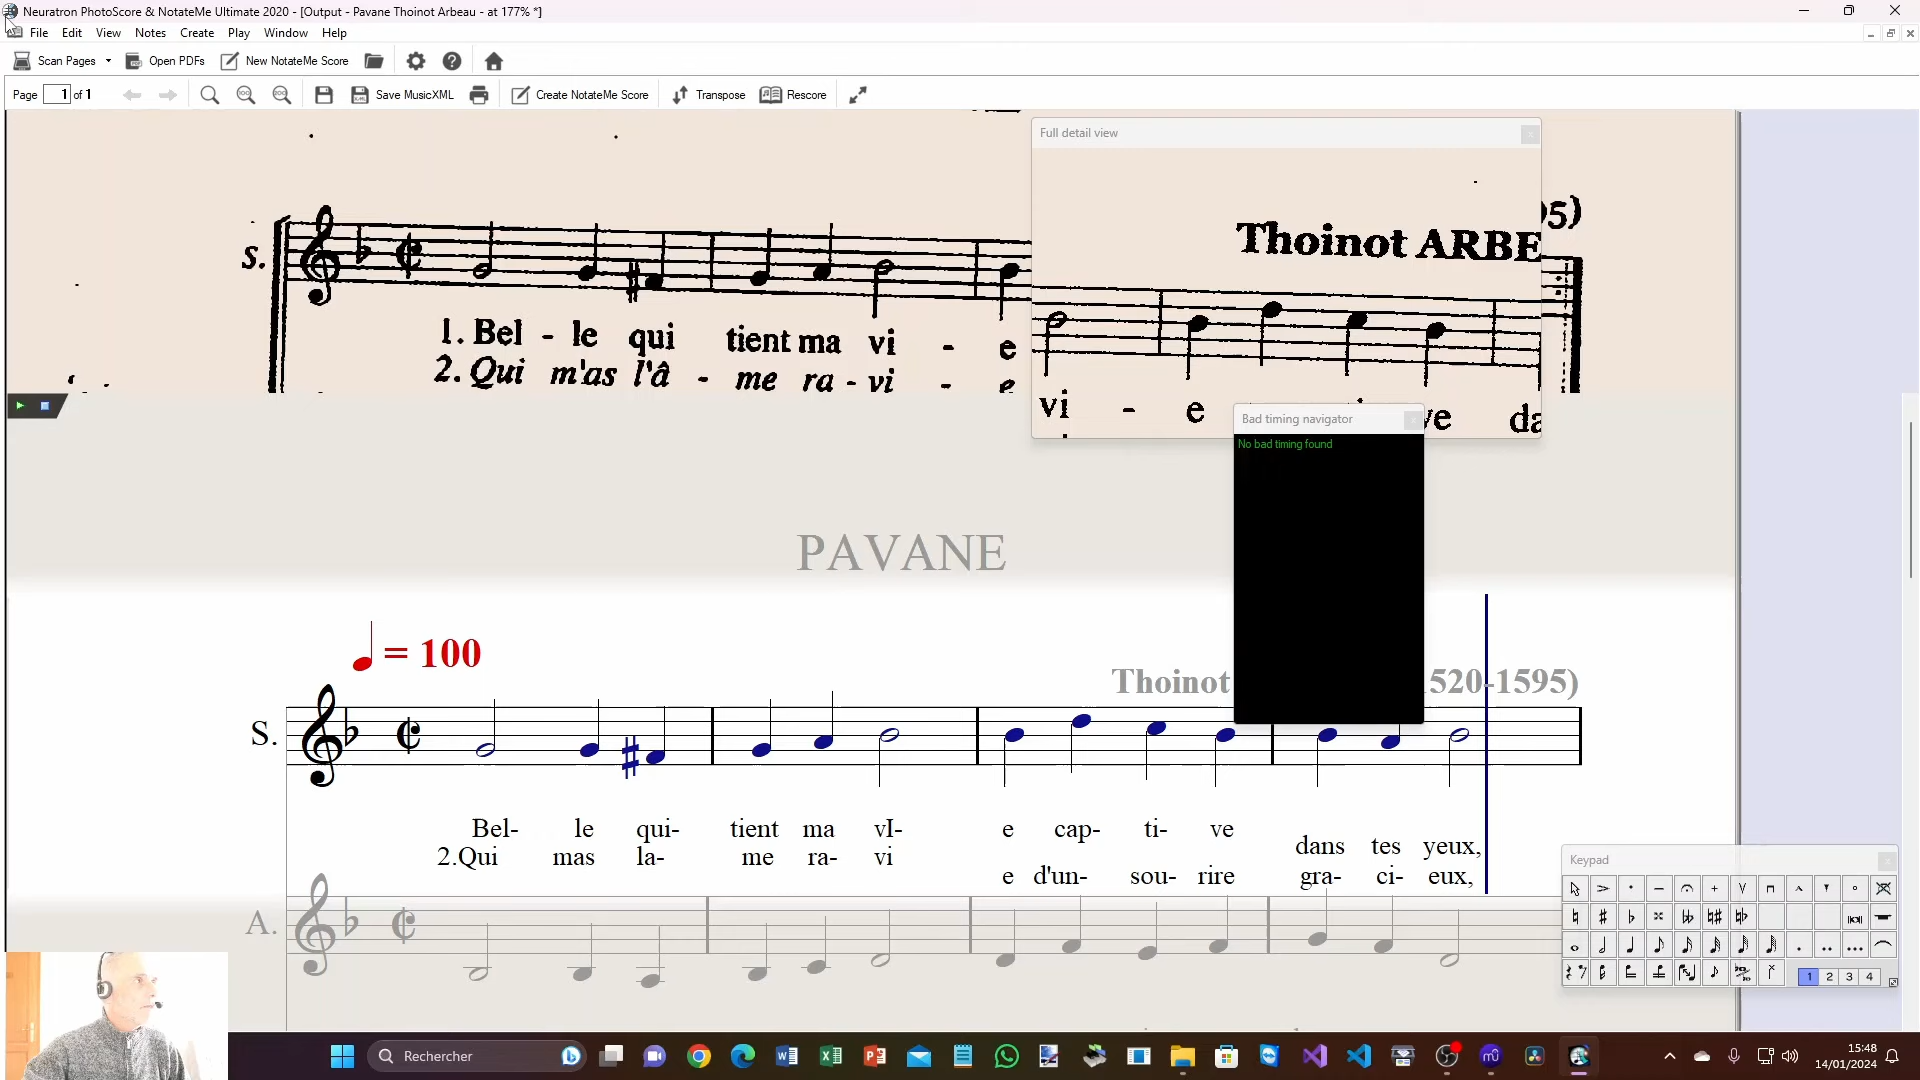 Neuratron PhotoScore & NotateMe Ultimate 2020 - [Output - Pavane Thoinot Arbeau - at 177% *]
File Edit View Notes Create Play Window Help
Scan Pages Open PDFs New NotateMe Score
Page 1 of 1 100 200 Save MusicXML Create NotateMe Score Transpose Rescore
Full detail view
95)
Thoinot ARBE
S.
1. Bel - le qui tient ma vi - e
2. Qui m'as l'â - me ra - vi - e
vi - e ve da
Bad timing navigator
No bad timing found
PAVANE
= 100
Thoinot 1520-1595)
S.
Bel- le qui- tient ma vI- e cap- ti- ve dans tes yeux,
2.Qui mas la- me ra- vi e d'un- sou- rire gra- ci- eux,
A.
Keypad
1 2 3 4
Rechercher
15:48
14/01/2024